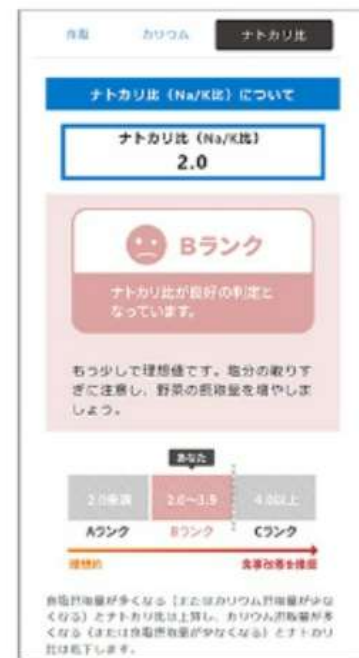 食塩 カリウム ナトカリ比
ナトカリ比（Na/K比）について
ナトカリ比（Na/K比）
2.0
Bランク
ナトカリ比が良好の判定と
なっています。
もう少しで理想値です。塩分の取りす
ぎに注意し、野菜の摂取量を増やしま
しょう。
あなた
2.0未満 2.0〜3.9 4.0以上
Aランク Bランク Cランク
理想的 食事改善を推奨
食塩摂取量が多くなる（またはカリウム摂取量が少な
くなる）とナトカリ比は上昇し、カリウム摂取量が多
くなる（または食塩摂取量が少なくなる）とナトカリ
比は低下します。